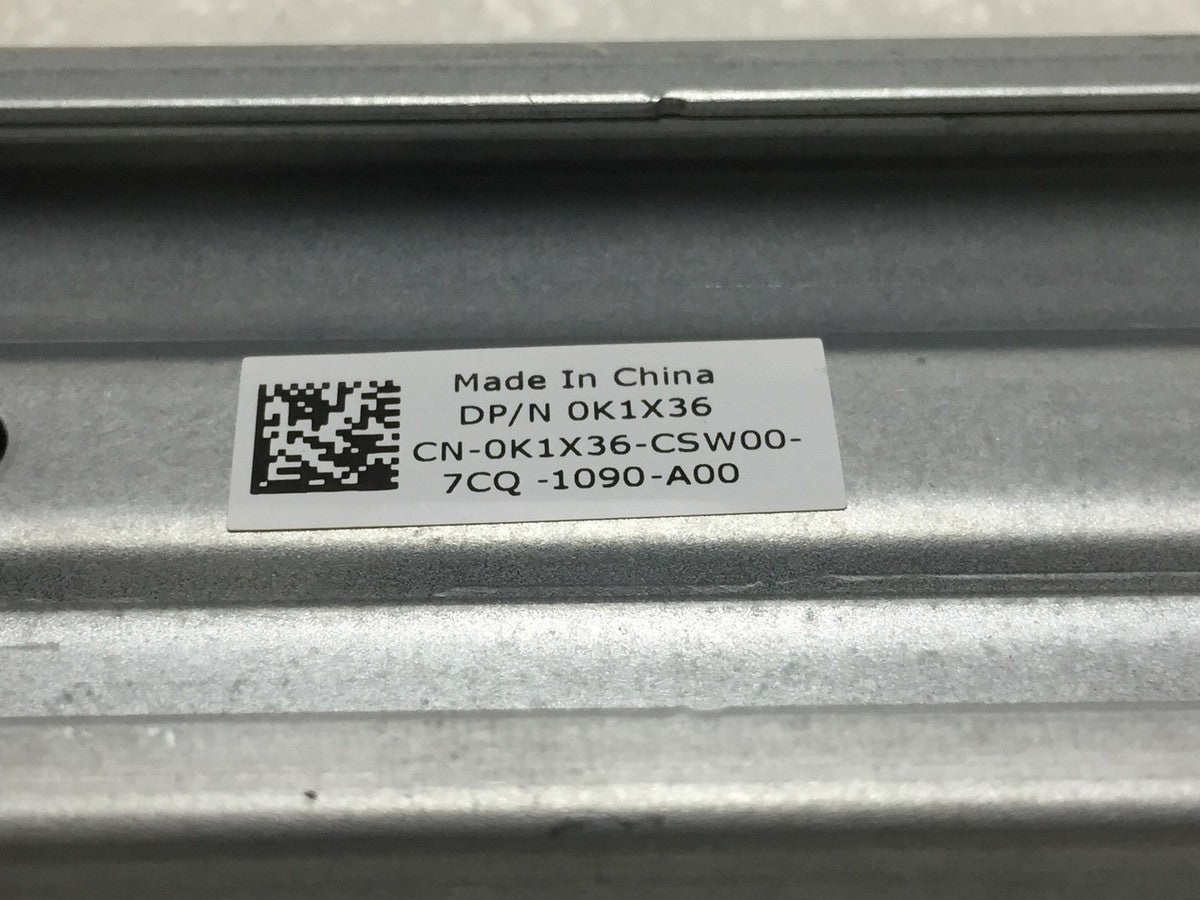 Made In China
DP/N 0K1X36
CN-0K1X36-CSW00-
7CQ -1090-A00